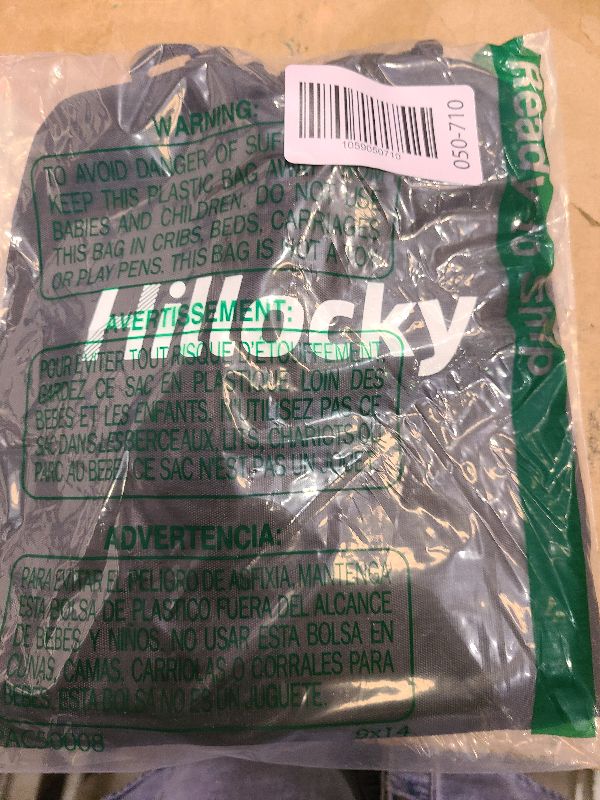 WARNING:
TO AVOID DANGER OF
KEEP THIS PLASTIC BAG
BABIES AND CHILDREN. DO NOT USE
THIS BAG IN CRIBS, BEDS, CARRIAGES
OR PLAY PENS. THIS BAG IS NOT A
1059050710
050-710
Ready to Ship
Hillocky
AVERTISSEMENT:
POUR EVITER TOUT RISQUE D'ETOUFFEMENT
GARDEZ CE SAC EN PLASTIQUE LOIN DES
BEBES ET LES ENFANTS. N'UTILISEZ PAS CE
SAC DANS LES BERCEAUX, LITS, CHARIOTS OU
PARC AD BEBE. CE SAC N'EST PAS UN JOUET.
ADVERTENCIA:
PARA EVITAR EL PELIGRO DE ASFIXIA, MANTENGA
ESTA BOLSA DE PLASTICO FUERA DEL ALCANCE
DE BEBES Y NINOS. NO USAR ESTA BOLSA EN
CUNAS, CAMAS, CARRIOLAS O CORRALES PARA
BEBES. ESTA BOLSA NO ES UN JUGUETE.
ACS0008
9x14